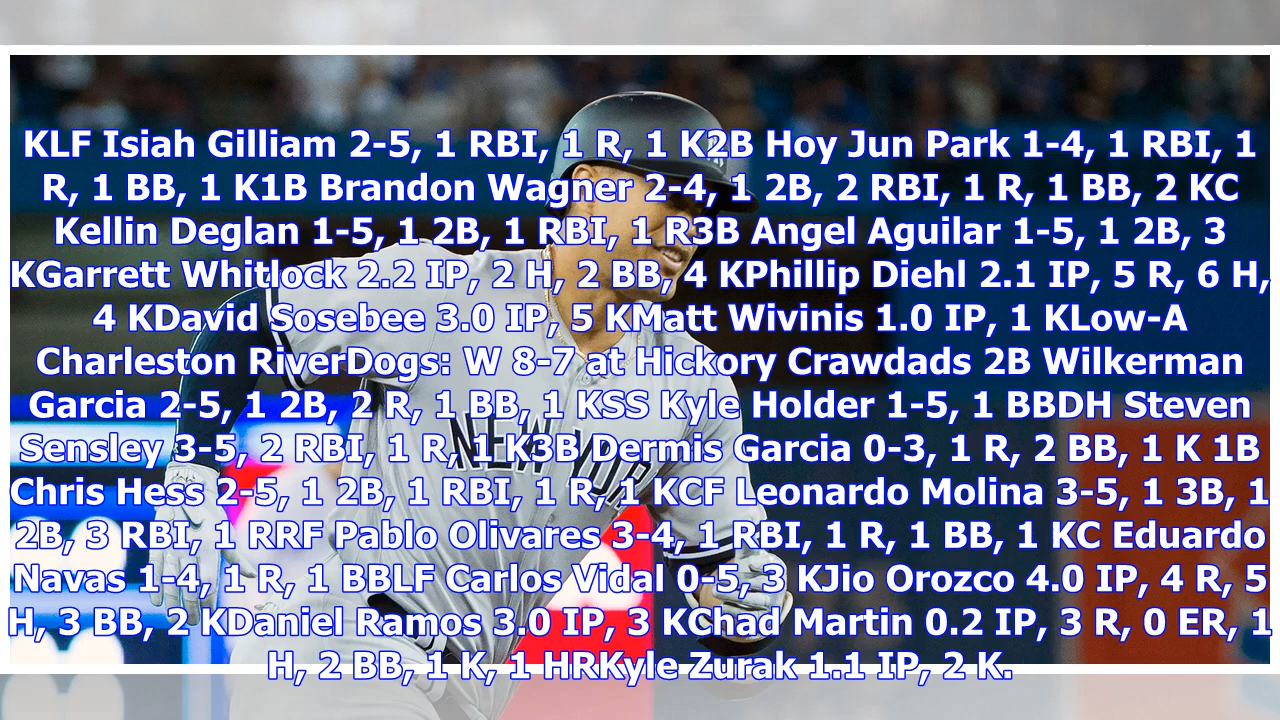 KLF Isiah Gilliam 2-5, 1 RBI, 1 R, 1 K2B Hoy Jun Park 1-4, 1 RBI, 1
R, 1 BB, 1 K1B Brandon Wagner 2-4, 1 2B, 2 RBI, 1 R, 1 BB, 2 KC
Kellin Deglan 1-5, 1 2B, 1 RBI, 1 R3B Angel Aguilar 1-5, 1 2B, 3
KGarrett Whitlock 2.2 IP, 2 H, 2 BB, 4 KPhillip Diehl 2.1 IP, 5 R, 6 H,
4 KDavid Sosebee 3.0 IP, 5 KMatt Wivinis 1.0 IP, 1 KLow-A
Charleston RiverDogs: W 8-7 at Hickory Crawdads 2B Wilkerman
Garcia 2-5, 1 2B, 2 R, 1 BB, 1 KSS Kyle Holder 1-5, 1 BBDH Steven
Sensley 3-5, 2 RBI, 1 R, 1 K3B Dermis Garcia 0-3, 1 R, 2 BB, 1 K 1B
Chris Hess 2-5, 1 2B, 1 RBI, 1 R, 1 KCF Leonardo Molina 3-5, 1 3B, 1
2B, 3 RBI, 1 RRF Pablo Olivares 3-4, 1 RBI, 1 R, 1 BB, 1 KC Eduardo
Navas 1-4, 1 R, 1 BBLF Carlos Vidal 0-5, 3 KJio Orozco 4.0 IP, 4 R, 5
H, 3 BB, 2 KDaniel Ramos 3.0 IP, 3 KChad Martin 0.2 IP, 3 R, 0 ER, 1
H, 2 BB, 1 K, 1 HRKyle Zurak 1.1 IP, 2 K.
NEW YORK